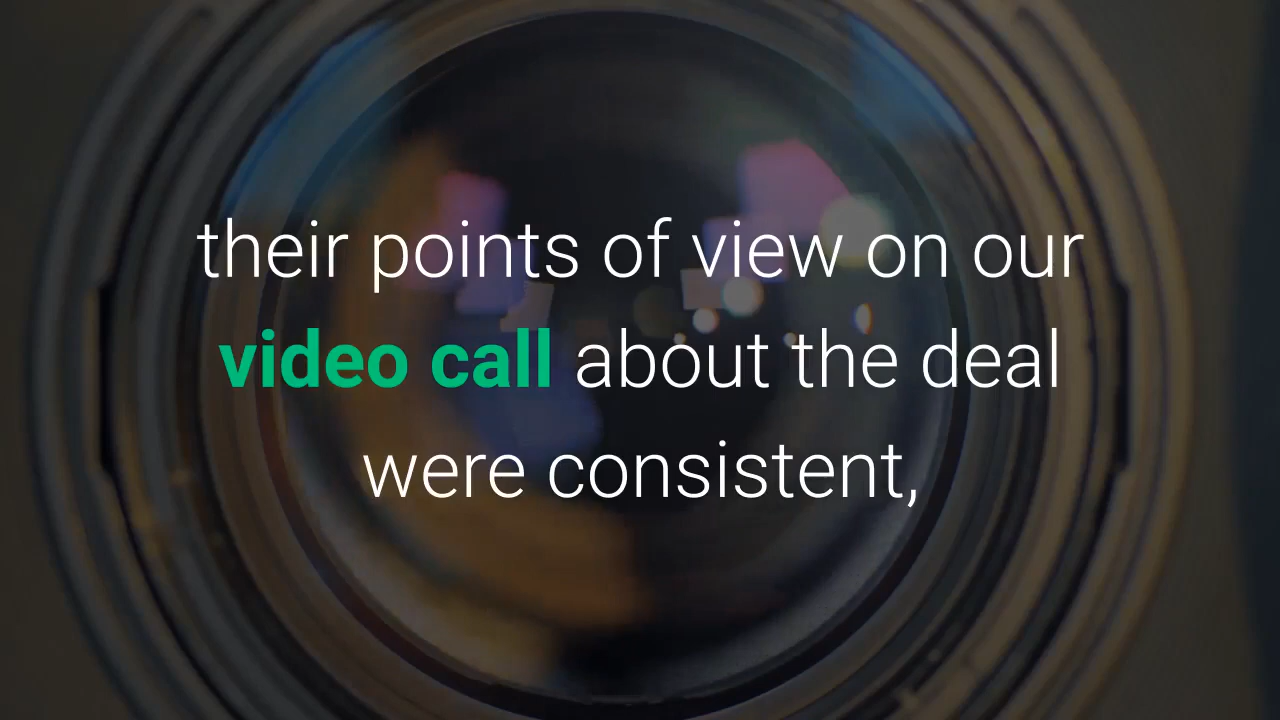 their points of view on our
video call about the deal
were consistent,